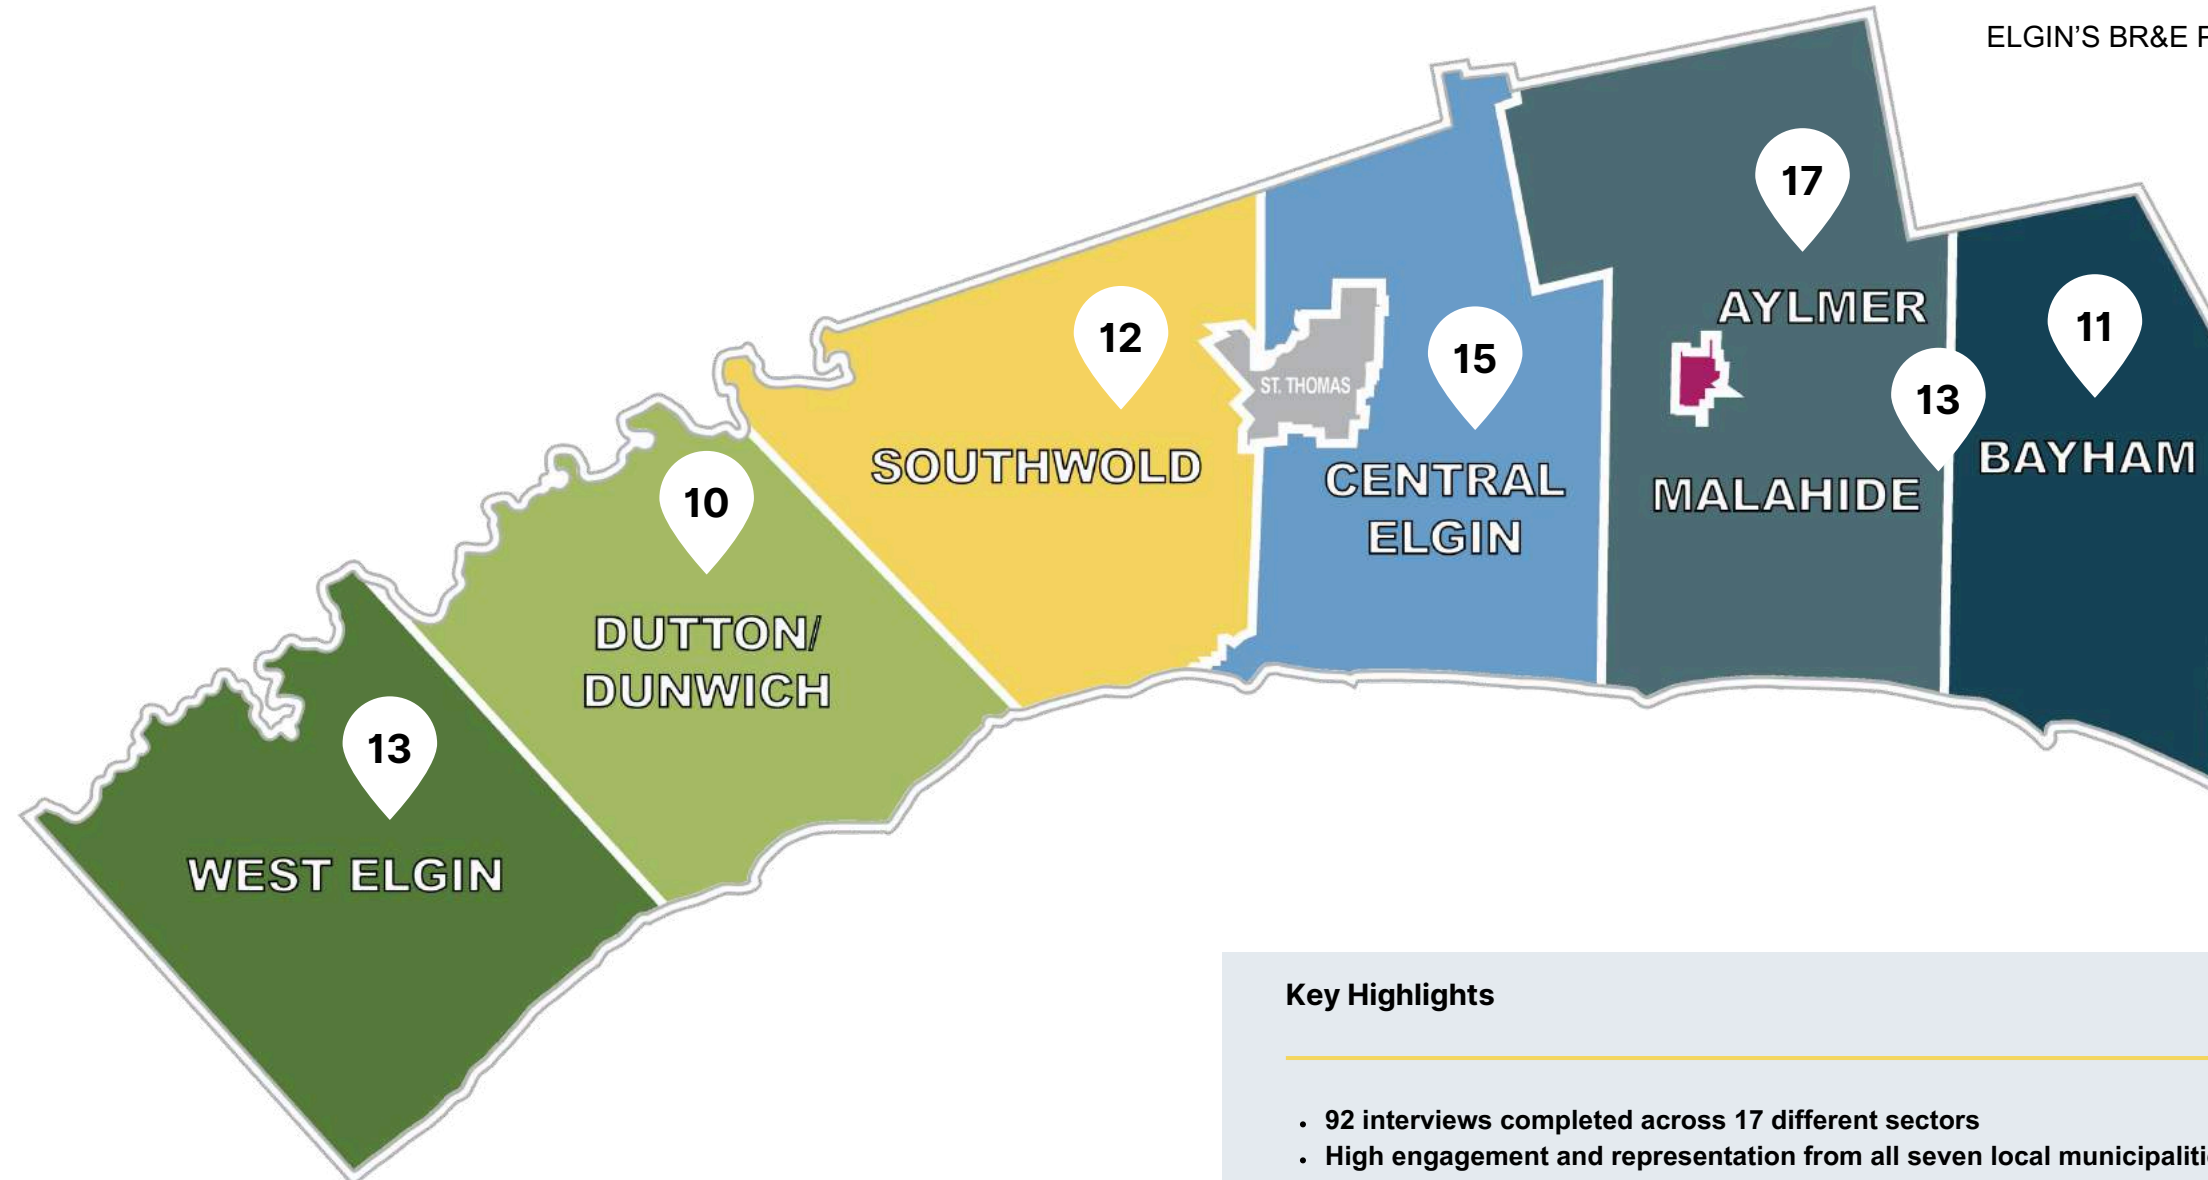 ELGIN'S BR&E
17
AYLMER
11
12
15
ST. THOMAS
13
SOUTHWOLD
CENTRAL
ELGIN
MALAHIDE
BAYHAM
10
DUTTON/
DUNWICH
13
WEST ELGIN
Key Highlights
• 92 interviews completed across 17 different sectors
• High engagement and representation from all seven local